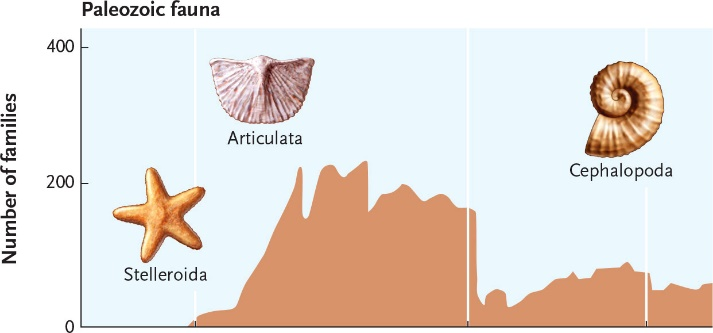 Paleozoic fauna
400
Articulata
Cephalopoda
200
Number of families
Stelleroida
0